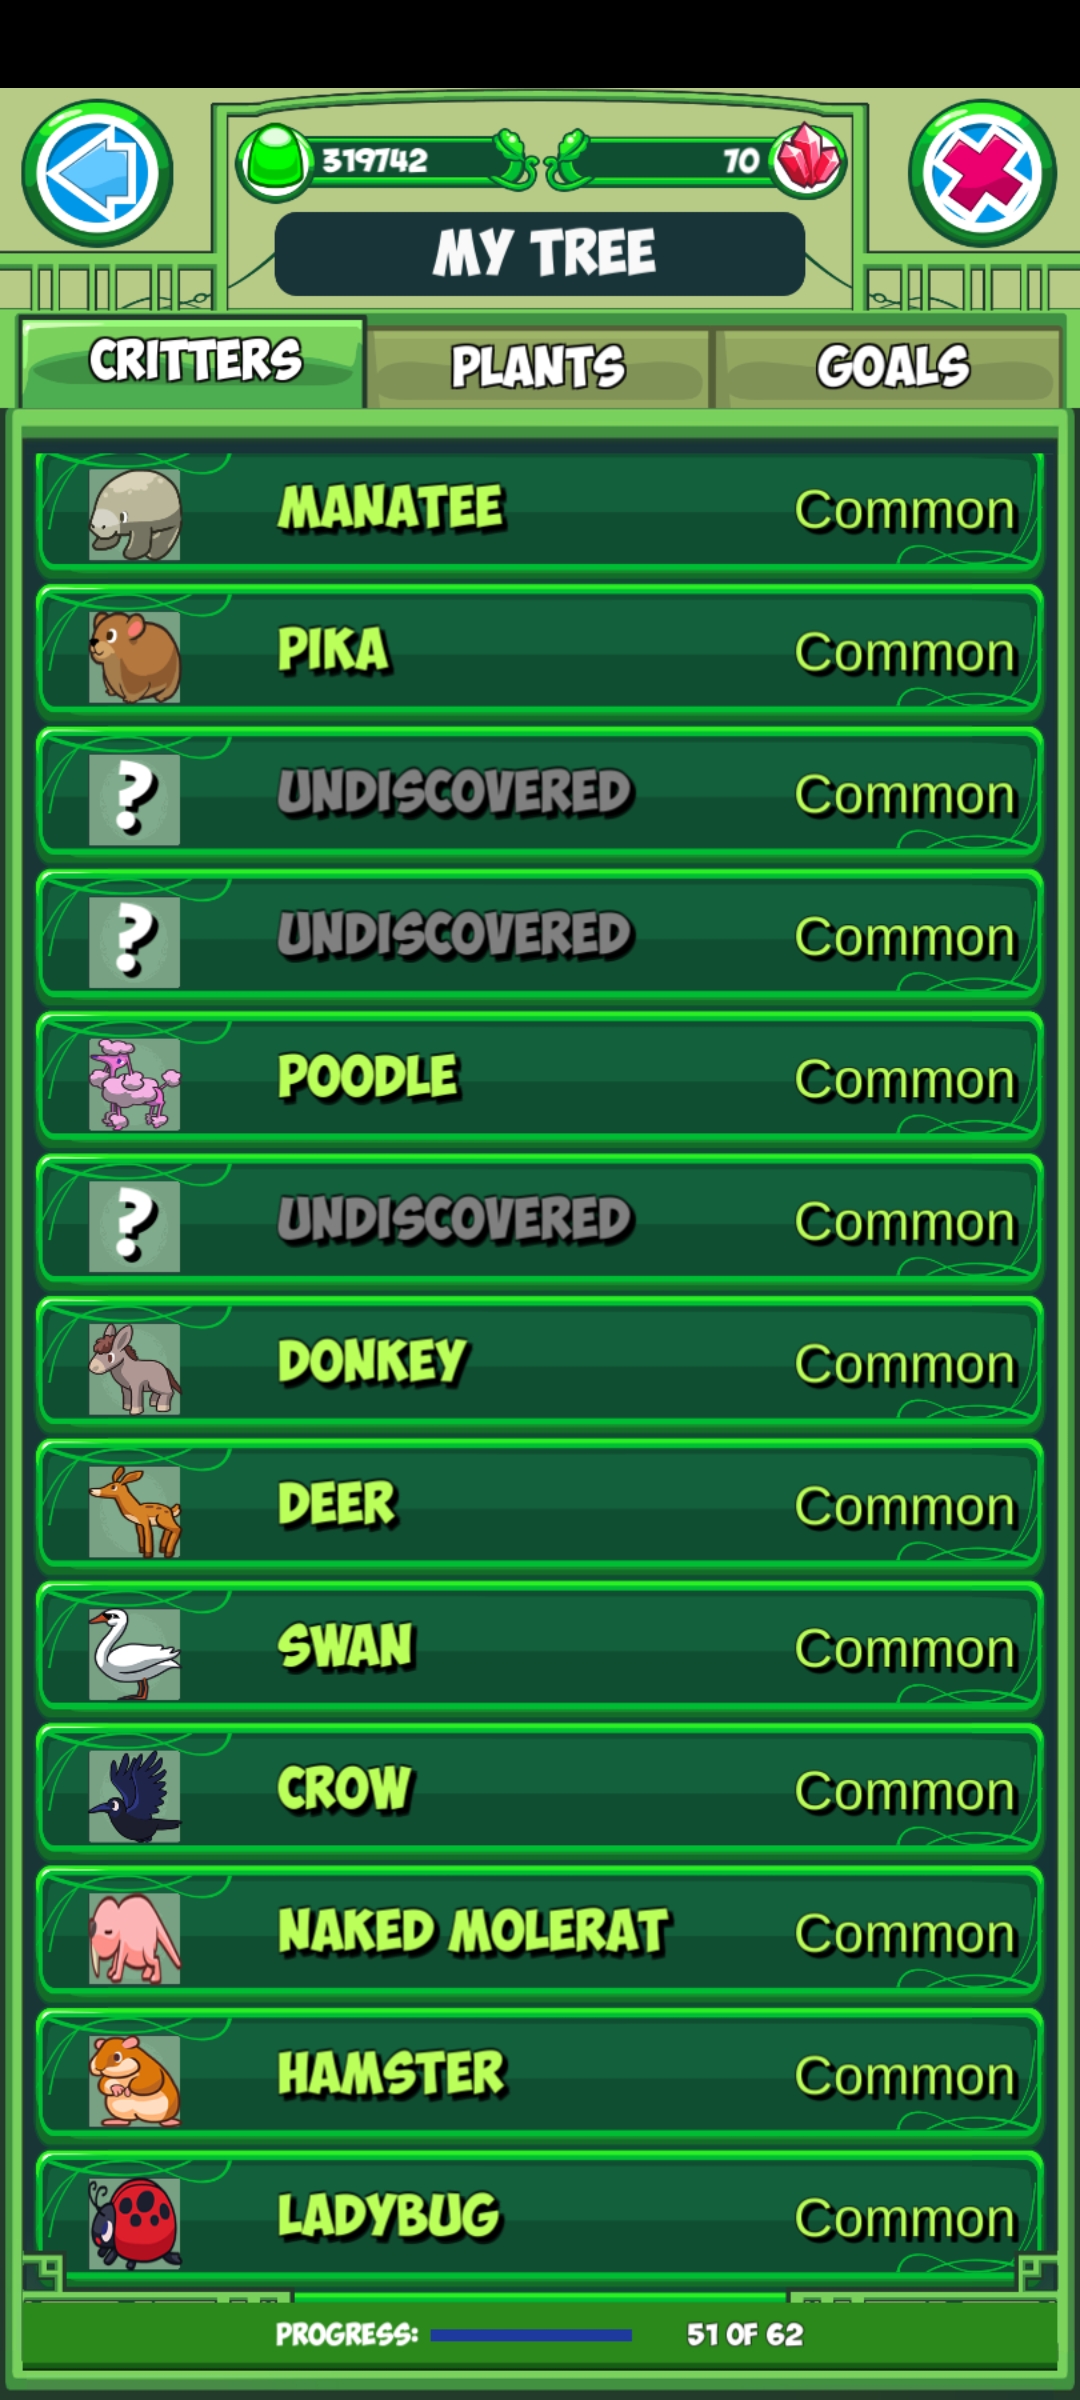 319742
70
MY TREE
CRITTERS
PLANTS
GOALS
MANATEE Common
PIKA Common
? UNDISCOVERED Common
? UNDISCOVERED Common
POODLE Common
? UNDISCOVERED Common
DONKEY Common
DEER Common
SWAN Common
CROW Common
NAKED MOLERAT Common
HAMSTER Common
LADYBUG Common
PROGRESS: 51 OF 62